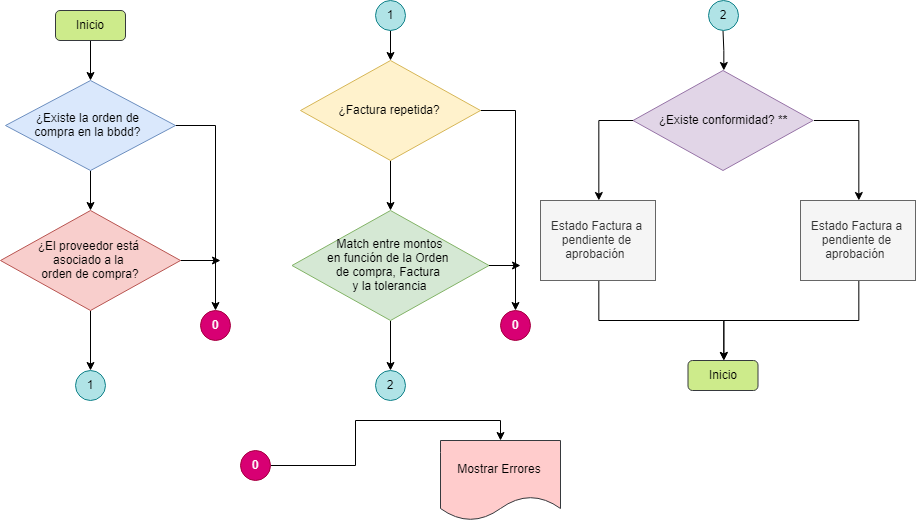 Inicio
¿Existe la orden de
compra en la bbdd?
¿El proveedor está
asociado a la
orden de compra?
0
1
1
¿Factura repetida?
Match entre montos
en función de la Orden
de compra, Factura
y la tolerancia
0
2
2
¿Existe conformidad? **
Estado Factura a
pendiente de
aprobación
Estado Factura a
pendiente de
aprobación
Inicio
0
Mostrar Errores